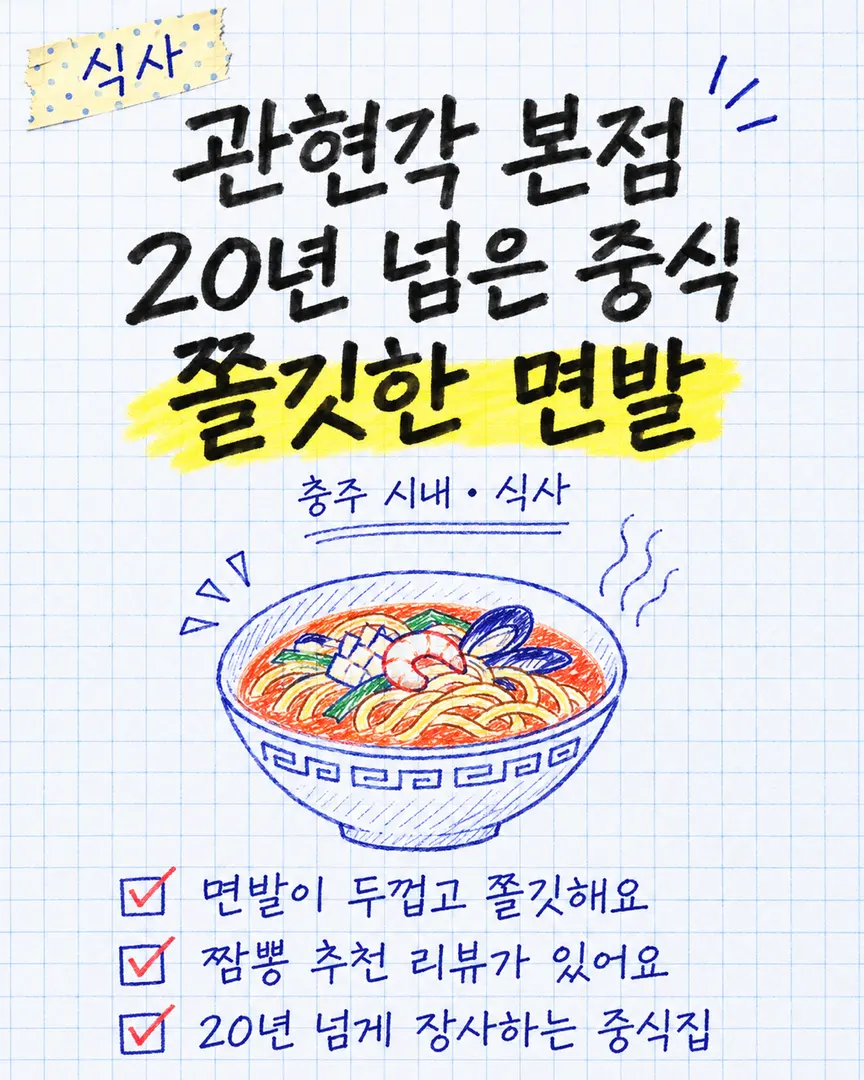 식사
관현각 본점
20년 넘은 중식
쫄깃한 면발
충주 시내 • 식사
면발이 두껍고 쫄깃해요
짬뽕 추천 리뷰가 있어요
20년 넘게 장사하는 중식집